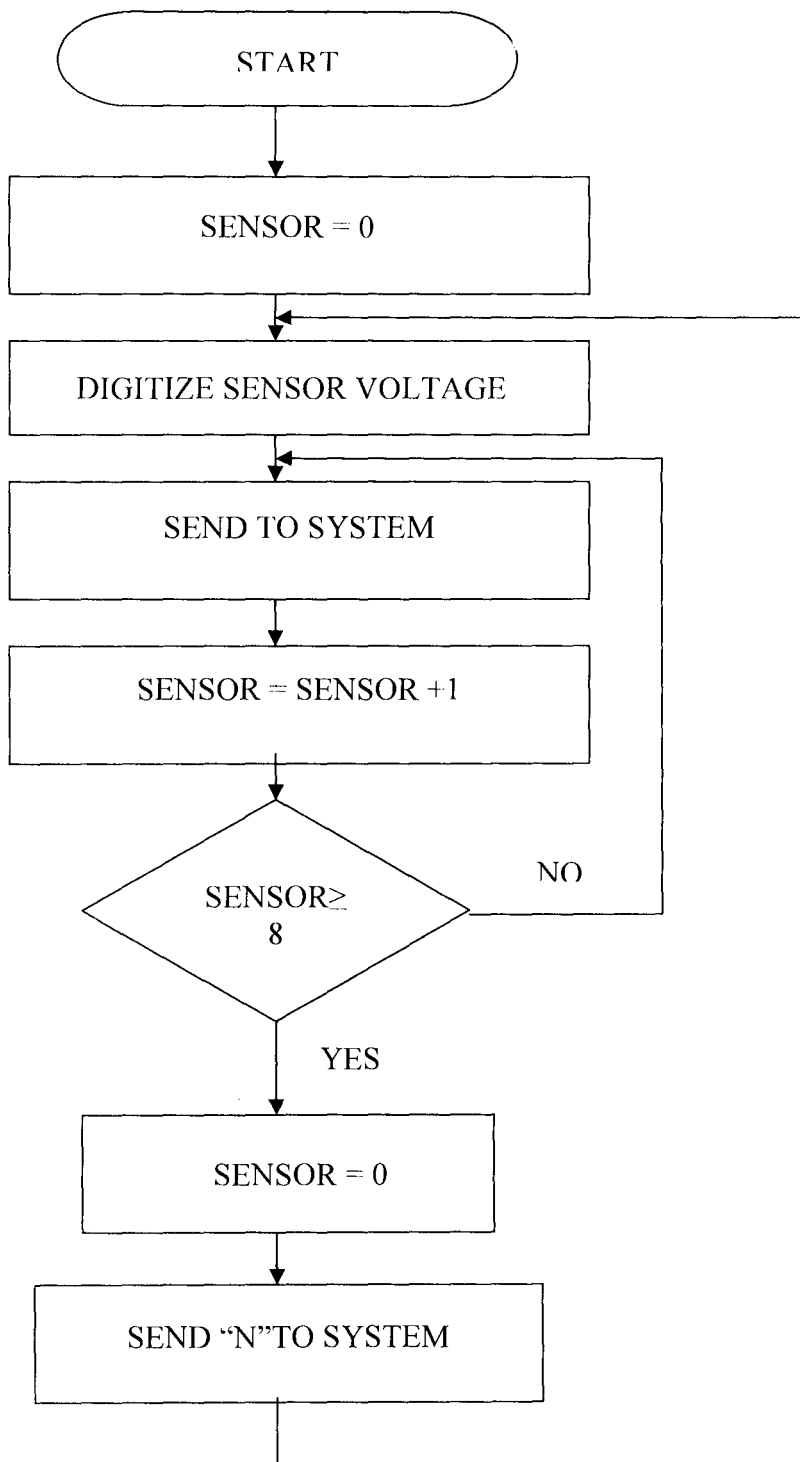 START
SENSOR = 0
DIGITIZE SENSOR VOLTAGE
SEND TO SYSTEM
SENSOR = SENSOR +1
SENSOR≥
8
NO
YES
SENSOR = 0
SEND “N”TO SYSTEM